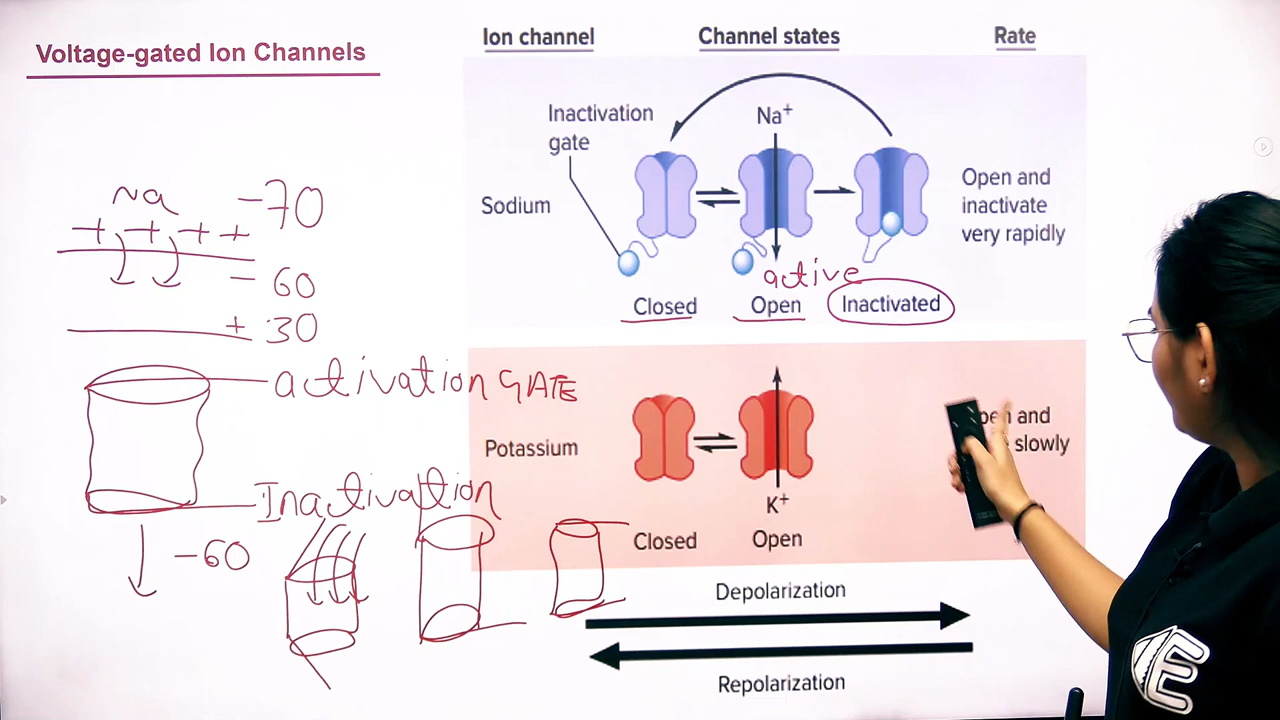 Voltage-gated Ion Channels
Ion channel
Channel states
Rate
Inactivation
gate
Na+
Sodium
Open and
inactivate
very rapidly
active
Closed
Open
Inactivated
Na
-70
+ + + +
- 60
+ 30
activation GATE
Inactivation
-60
Potassium
and
slowly
K+
Closed
Open
Depolarization
Repolarization
E